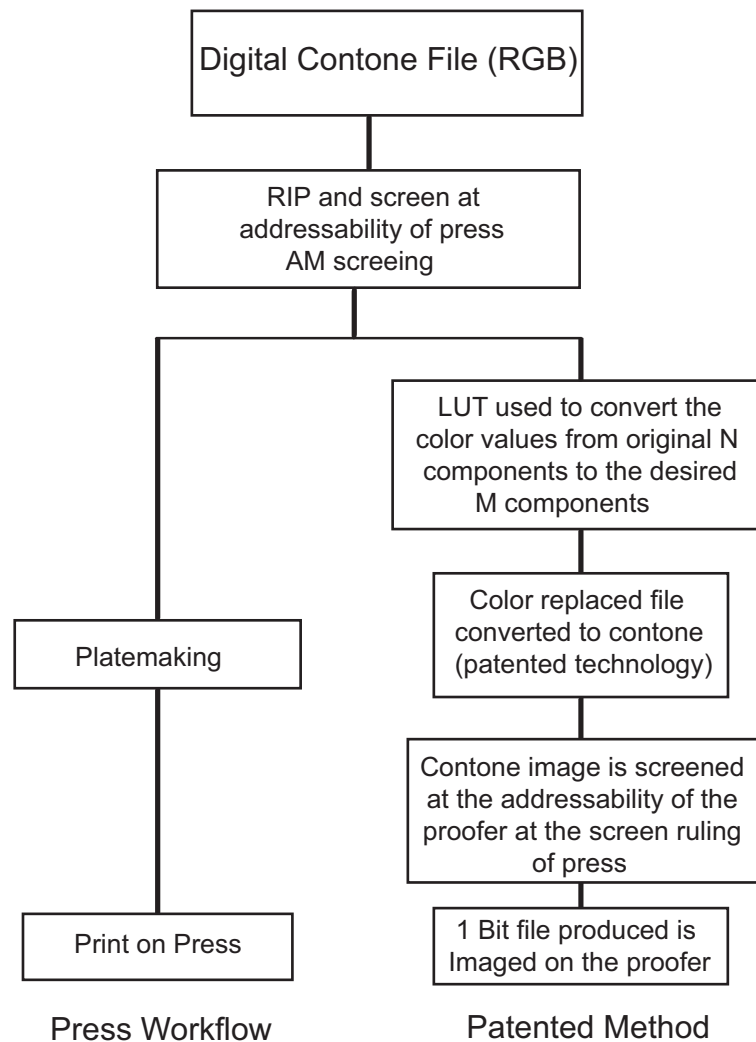 Digital Contone File (RGB)
RIP and screen at
addressability of press
AM screeing
LUT used to convert the
color values from original N
components to the desired
M components
Color replaced file
converted to contone
(patented technology)
Platemaking
Contone image is screened
at the addressability of the
proofer at the screen ruling
of press
Print on Press
1 Bit file produced is
Imaged on the proofer
Press Workflow
Patented Method